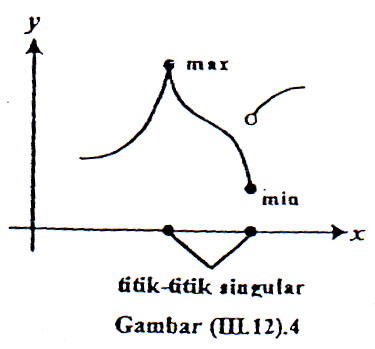 y
max
min
x
titik-titik singular
Gambar (III.12).4